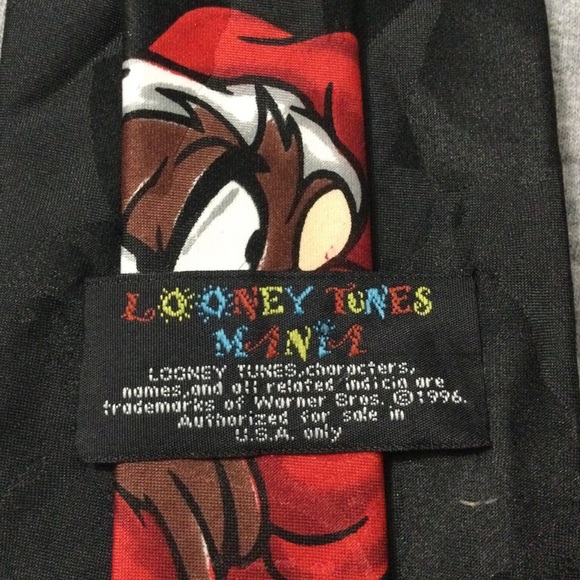 LOONEY TUNES
MANIA
LOONEY TUNES,characters,
names,and all related indicia are
trademarks of Warner Bros. ©1996.
Authorized for sale in
U.S.A. only